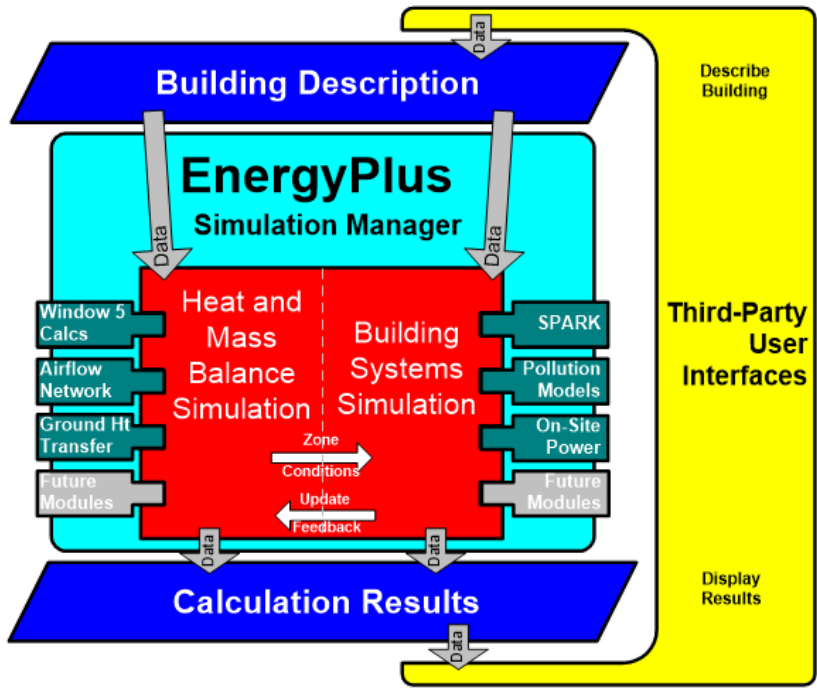 Data
Building Description
Describe
Building
EnergyPlus
Simulation Manager
Data
Data
Heat and
Mass
Balance
Simulation
Building
Systems
Simulation
Window 5
Calcs
Airflow
Network
Ground Ht
Transfer
Future
Modules
SPARK
Pollution
Models
On-Site
Power
Future
Modules
Zone
Conditions
Update
Feedback
Third-Party
User
Interfaces
Data
Data
Calculation Results
Display
Results
Data